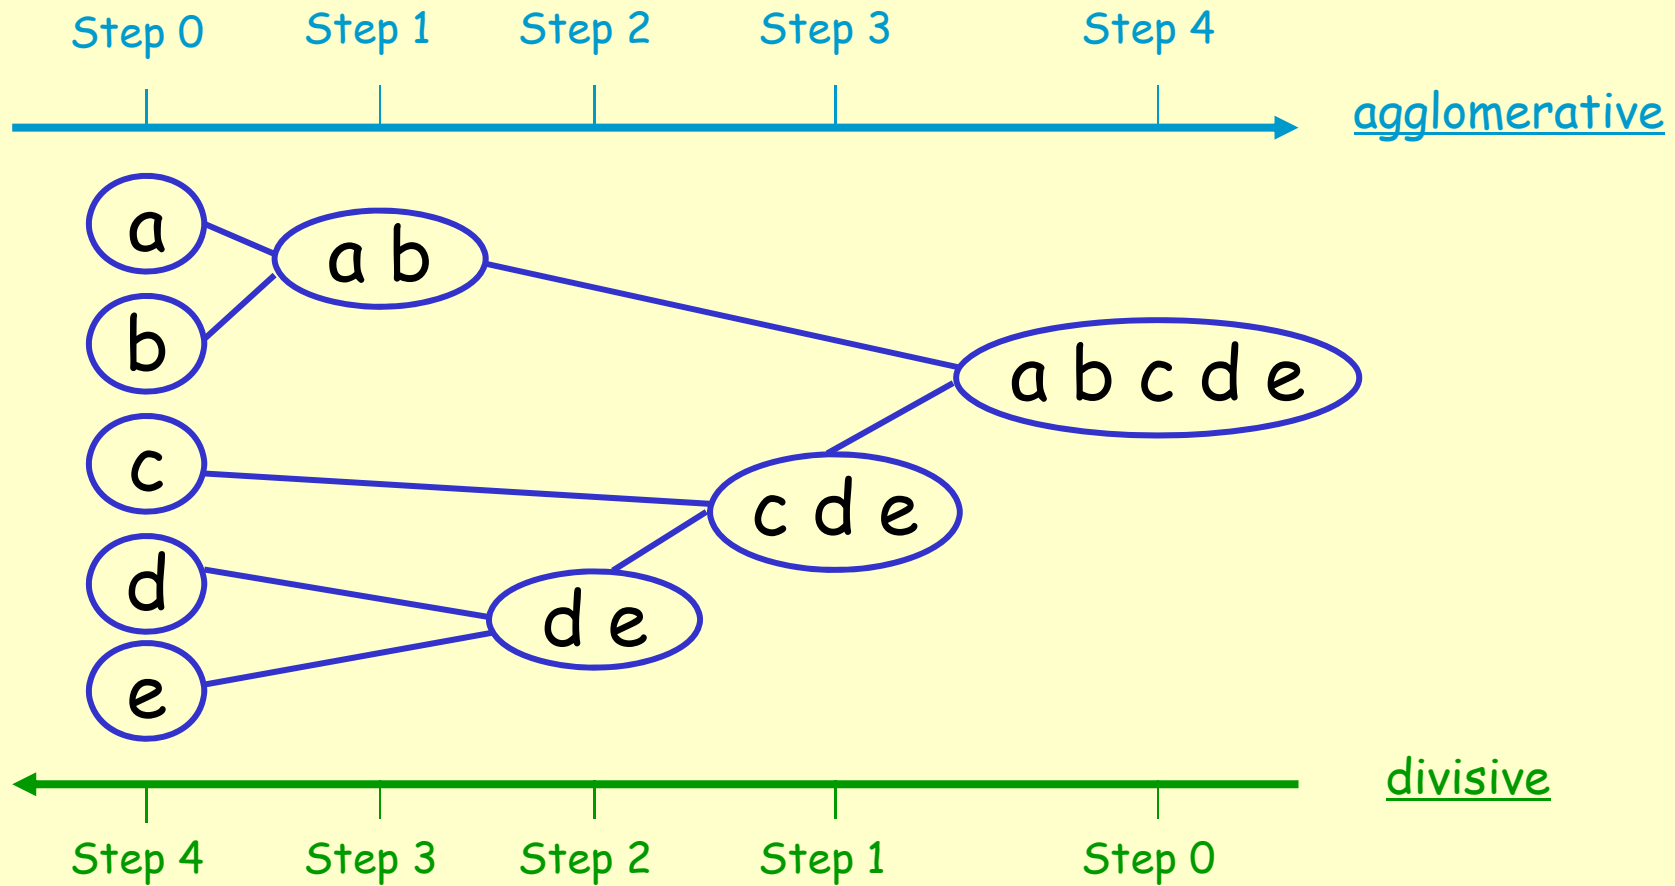 Step 0 Step 1 Step 2 Step 3 Step 4
agglomerative
a
a b
b
a b c d e
c
c d e
d
d e
e
divisive
Step 4 Step 3 Step 2 Step 1 Step 0